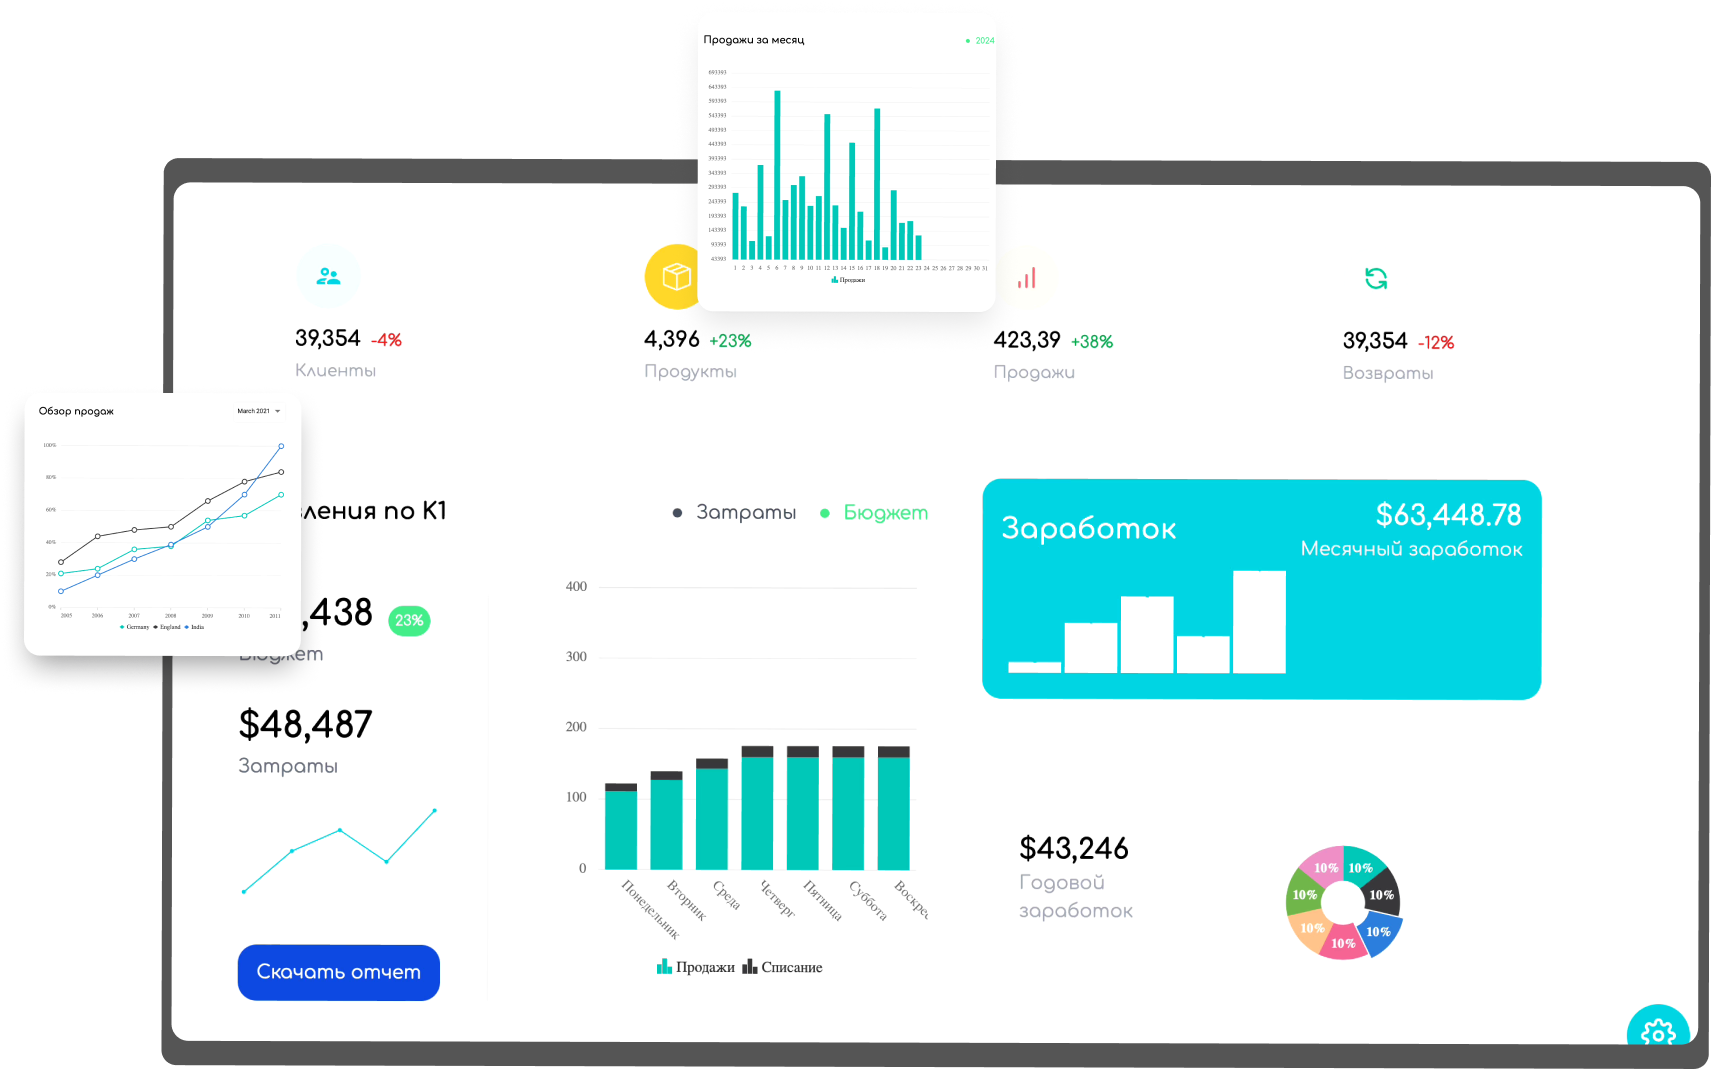 Продажи за месяц
2024
693393
643393
593393
543393
493393
443393
393393
343393
293393
243393
193393
143393
93393
43393
1 2 3 4 5 6 7 8 9 10 11 12 13 14 15 16 17 18 19 20 21 22 23 24 25 26 27 28 29 30 31
Продажи
39,354 -4%
Клиенты
4,396 +23%
Продукты
423,39 +38%
Продажи
39,354 -12%
Возвраты
Обзор продаж
March 2021
100%
80%
60%
40%
20%
0%
2005 2006 2007 2008 2009 2010 2011
Germany England India
вления по К1
,438 23%
Бюджет
$48,487
Затраты
Скачать отчет
Затраты Бюджет
400
300
200
100
0
Понедельник Вторник Среда Четверг Пятница Суббота Воскрес
Продажи Списание
Заработок
$63,448.78
Месячный заработок
$43,246
Годовой
заработок
10% 10%
10% 10%
10% 10%
10%